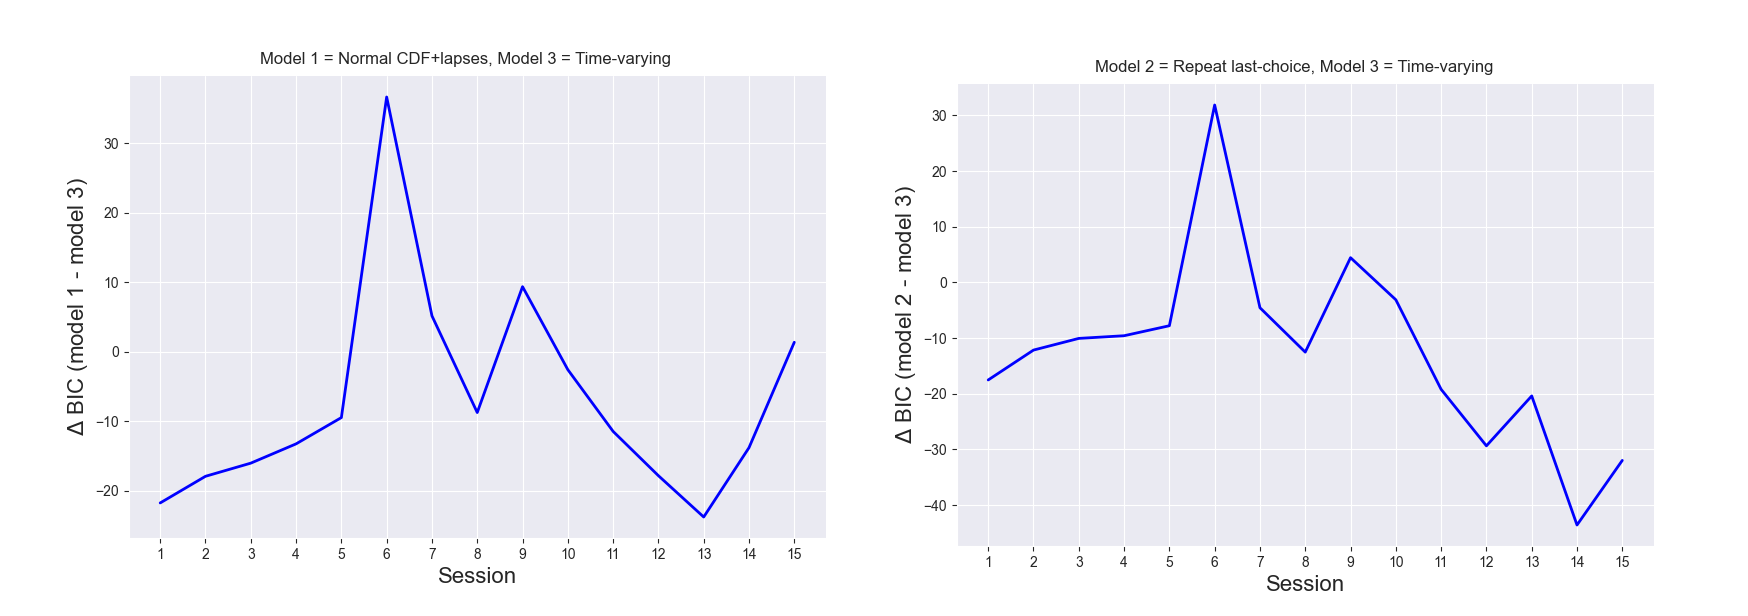 Model 1 = Normal CDF+lapses, Model 3 = Time-varying
Δ BIC (model 1 - model 3)
30
20
10
0
−10
−20
1 2 3 4 5 6 7 8 9 10 11 12 13 14 15
Session
Model 2 = Repeat last-choice, Model 3 = Time-varying
Δ BIC (model 2 - model 3)
30
20
10
0
−10
−20
−30
−40
1 2 3 4 5 6 7 8 9 10 11 12 13 14 15
Session